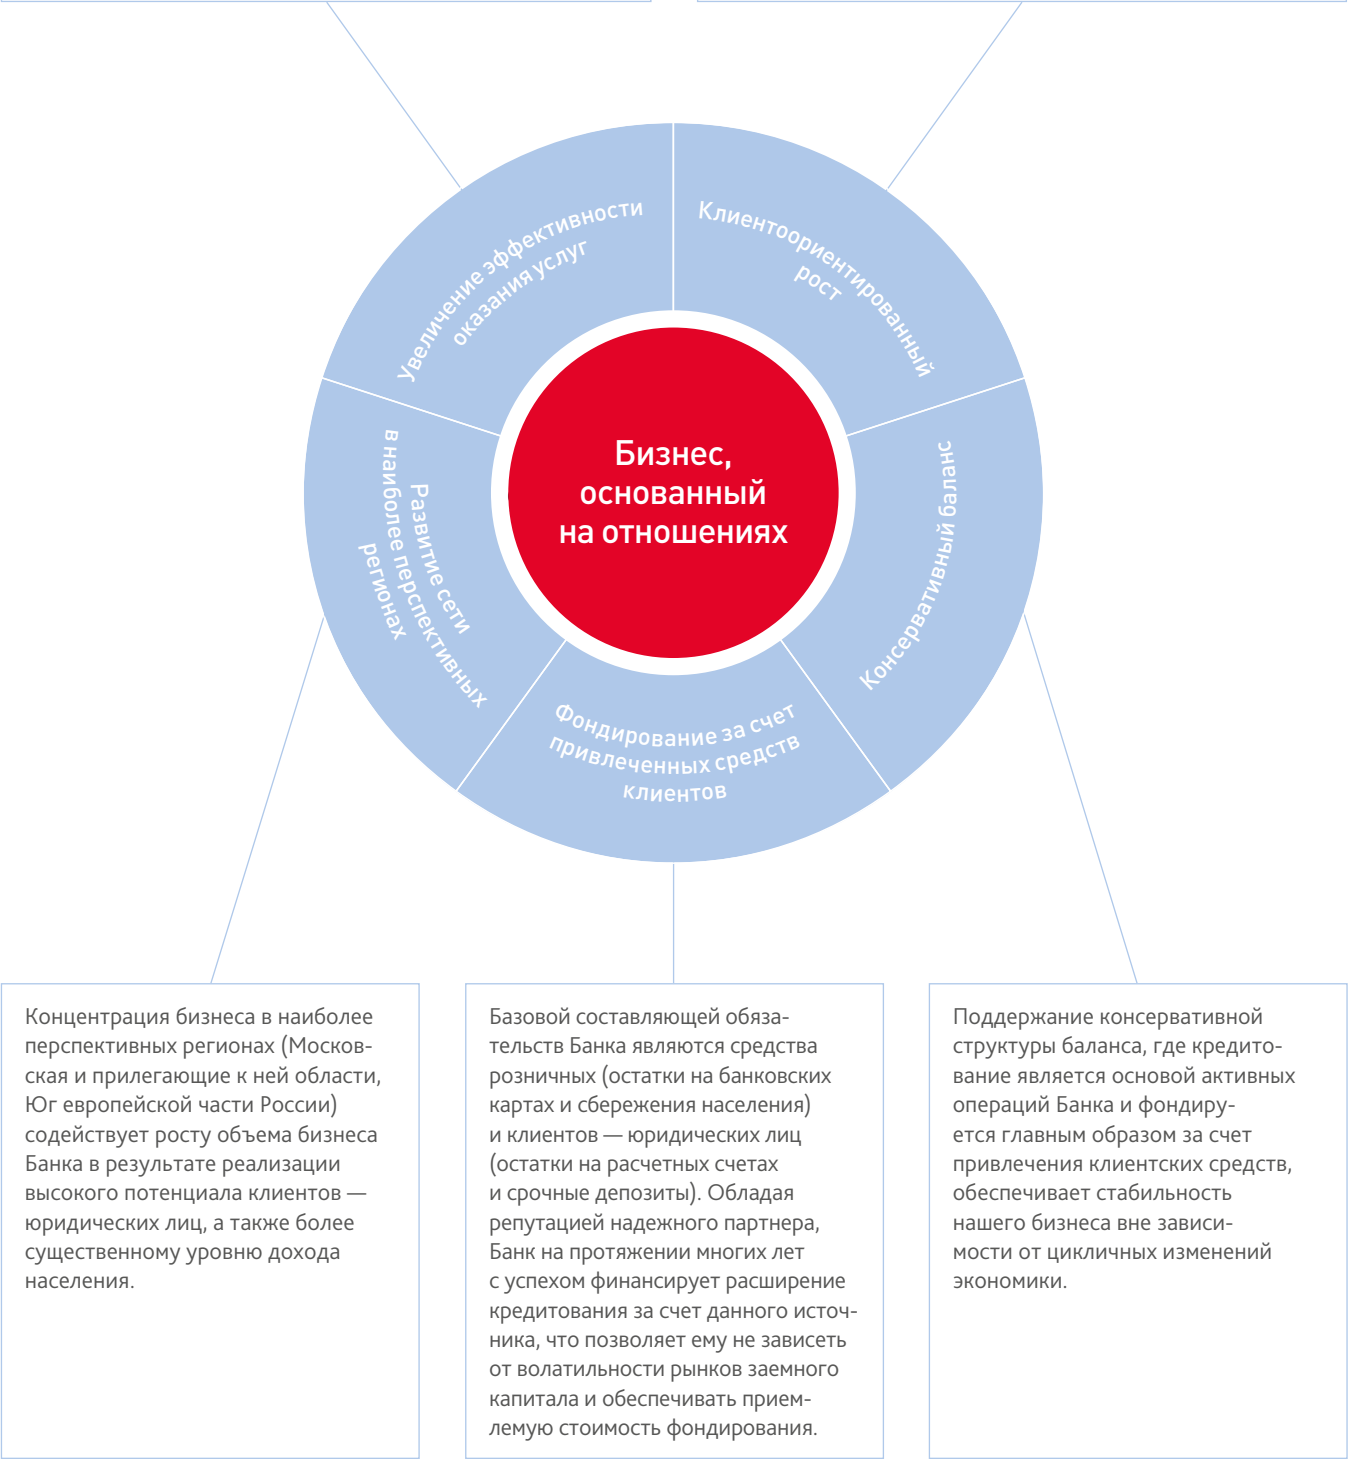 Увеличение эффективности
оказания услуг
Клиентоориентированный
рост
Бизнес,
основанный
на отношениях
Консервативный баланс
Развитие сети
в наиболее перспективных
регионах
Фондирование за счет
привлеченных средств
клиентов
Концентрация бизнеса в наиболее
перспективных регионах (Москов-
ская и прилегающие к ней области,
Юг европейской части России)
содействует росту объема бизнеса
Банка в результате реализации
высокого потенциала клиентов —
юридических лиц, а также более
существенному уровню дохода
населения.
Базовой составляющей обяза-
тельств Банка являются средства
розничных (остатки на банковских
картах и сбережения населения)
и клиентов — юридических лиц
(остатки на расчетных счетах
и срочные депозиты). Обладая
репутацией надежного партнера,
Банк на протяжении многих лет
с успехом финансирует расширение
кредитования за счет данного источ-
ника, что позволяет ему не зависеть
от волатильности рынков заемного
капитала и обеспечивать прием-
лемую стоимость фондирования.
Поддержание консервативной
структуры баланса, где кредито-
вание является основой активных
операций Банка и фондиру-
ется главным образом за счет
привлечения клиентских средств,
обеспечивает стабильность
нашего бизнеса вне зависи-
мости от цикличных изменений
экономики.